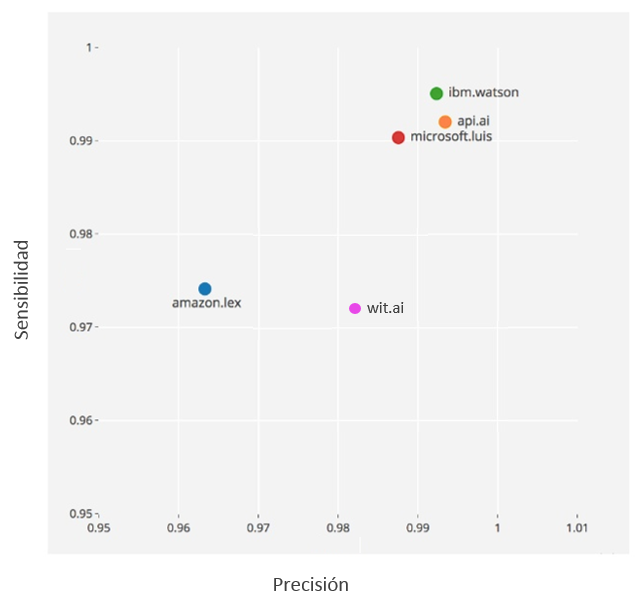 1
ibm.watson
api.ai
microsoft.luis
0.99
0.98
Sensibilidad
amazon.lex
wit.ai
0.97
0.96
0.95
0.95 0.96 0.97 0.98 0.99 1 1.01
Precisión